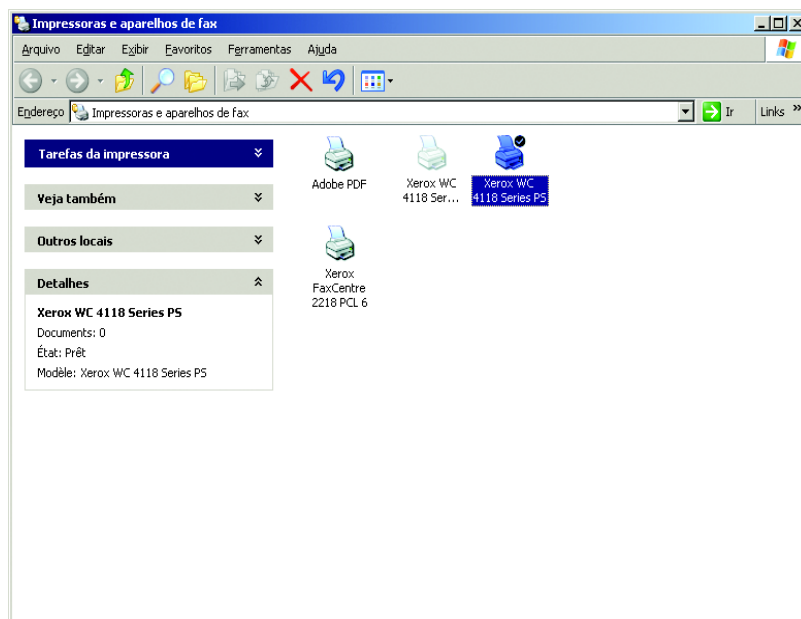 Impressoras e aparelhos de fax
Arquivo Editar Exibir Favoritos Ferramentas Ajuda
Endereço Impressoras e aparelhos de fax Ir Links »
Tarefas da impressora
Veja também
Outros locais
Detalhes
Xerox WC 4118 Series PS
Documents: 0
État: Prêt
Modèle: Xerox WC 4118 Series PS
Adobe PDF
Xerox WC
4118 Ser...
Xerox WC
4118 Series PS
Xerox
FaxCentre
2218 PCL 6